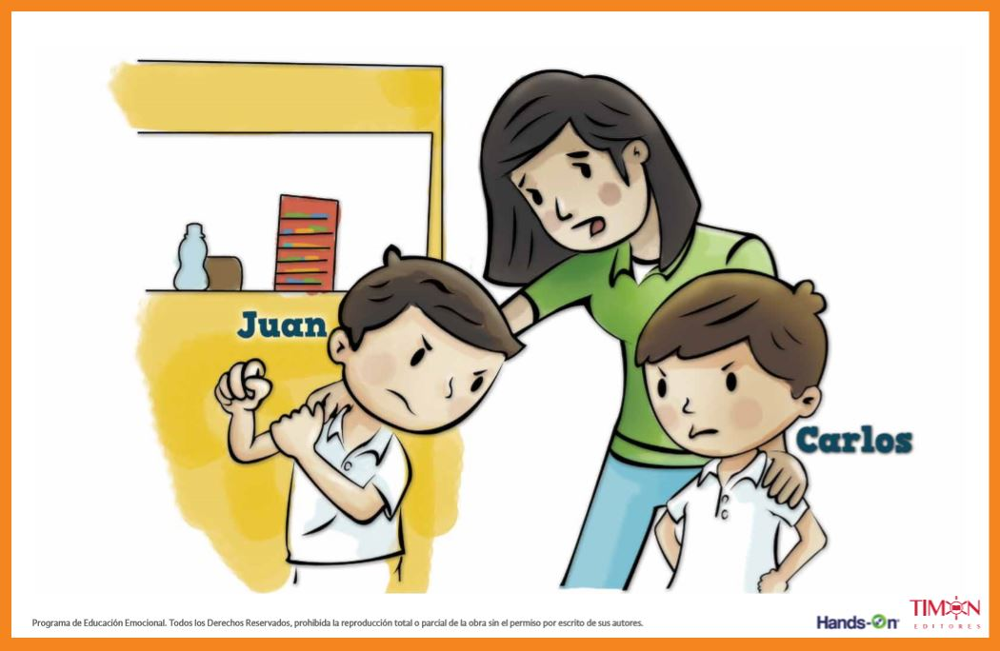 Juan
Carlos
Programa de Educación Emocional. Todos los Derechos Reservados, prohibida la reproducción total o parcial de la obra sin el permiso por escrito de sus autores.
Hands-On
TIMON
EDITORES